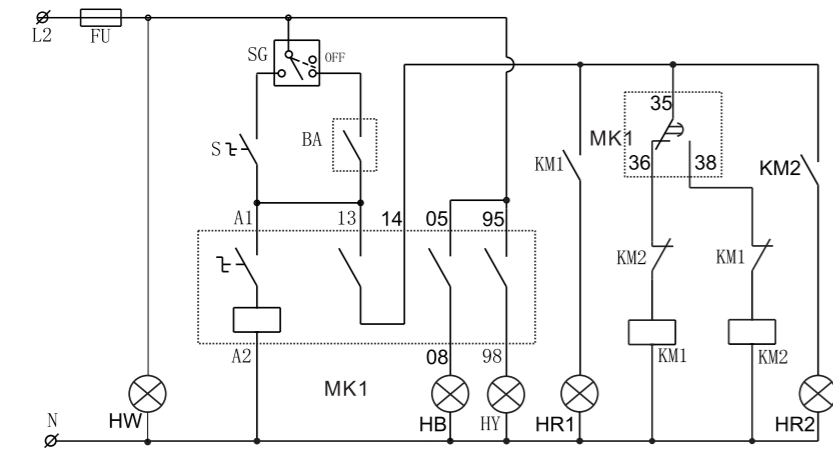 L2 FU
SG OFF
S BA KM1 MK1 35 KM2
36 38
A1 13 14 05 95
KM2 KM1
A2 08 98 KM1 KM2
MK1
N HW HB HY HR1 HR2